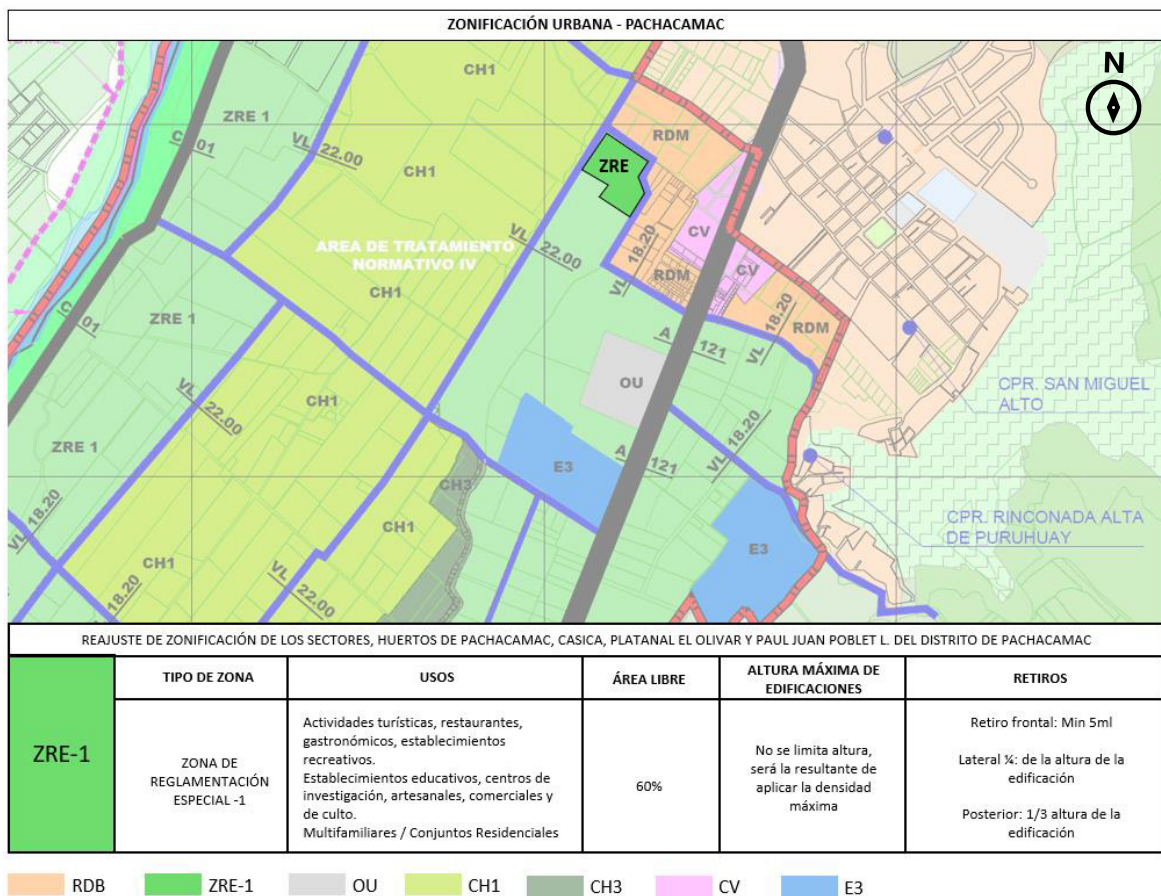 ZONIFICACIÓN URBANA - PACHACAMAC
N
CH1
ZRE 1
C 01
VL 22.00
CH1
RDM
ZRE
AREA DE TRATAMIENTO
NORMATIVO IV
VL 22.00
CV
VL 18.20
RDM
CV
CH1
C 01
ZRE 1
VL 18.20
RDM
A 121
OU
CPR. SAN MIGUEL
ALTO
VL 22.00
CH1
VL 18.20
ZRE 1
A 121
E3
CH3
VL 18.20
CH1
CPR. RINCONADA ALTA
DE PURUHUAY
E3
CH1
VL 22.00
18.20
REAJUSTE DE ZONIFICACIÓN DE LOS SECTORES, HUERTOS DE PACHACAMAC, CASICA, PLATANAL EL OLIVAR Y PAUL JUAN POBLET L. DEL DISTRITO DE PACHACAMAC
TIPO DE ZONA
USOS
ÁREA LIBRE
ALTURA MÁXIMA DE
EDIFICACIONES
RETIROS
ZRE-1
ZONA DE
REGLAMENTACIÓN
ESPECIAL -1
Actividades turísticas, restaurantes,
gastronómicos, establecimientos
recreativos.
Establecimientos educativos, centros de
investigación, artesanales, comerciales y
de culto.
Multifamiliares / Conjuntos Residenciales
60%
No se limita altura,
será la resultante de
aplicar la densidad
máxima
Retiro frontal: Min 5ml
Lateral ¼: de la altura de la
edificación
Posterior: 1/3 altura de la
edificación
RDB
ZRE-1
OU
CH1
CH3
CV
E3